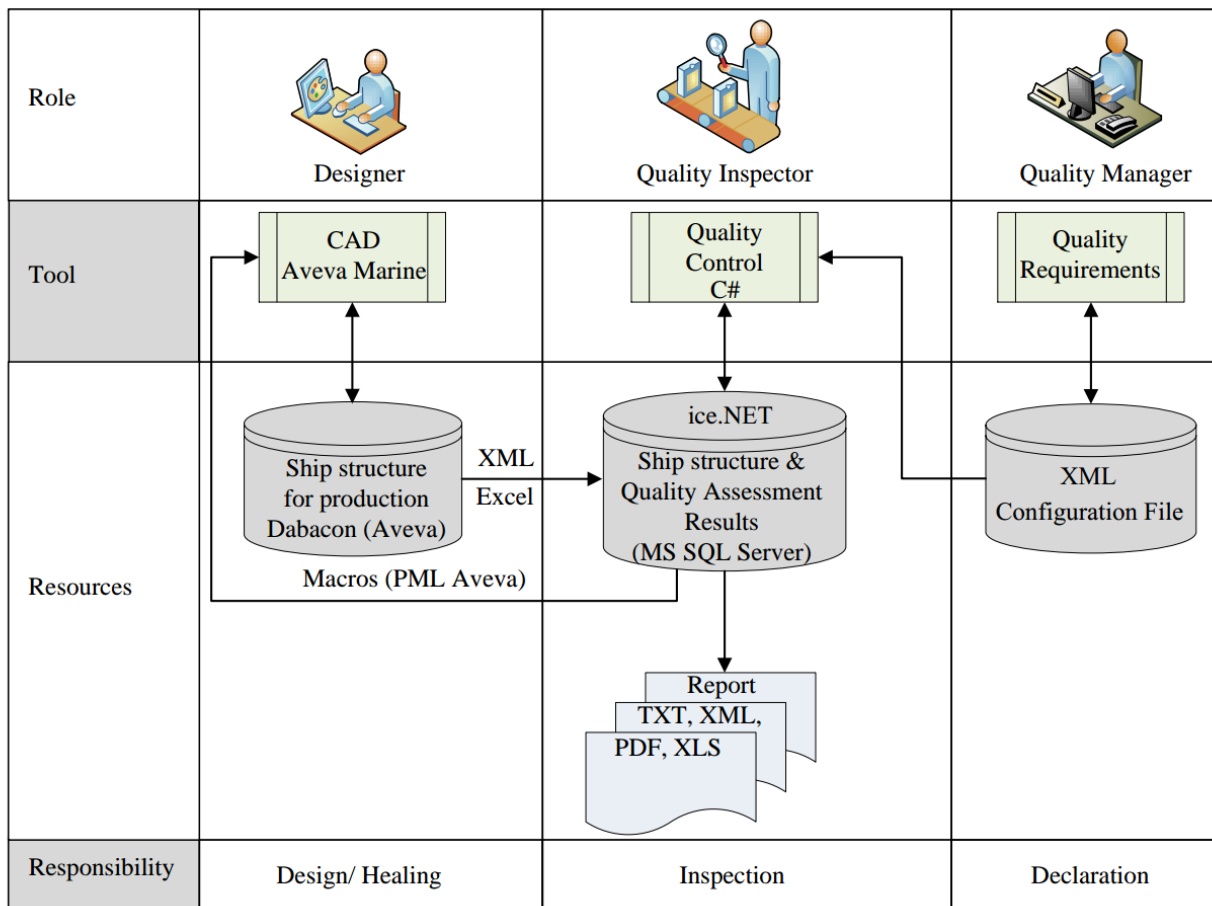 Role
Designer
Quality Inspector
Quality Manager
Tool
CAD
Aveva Marine
Quality
Control
C#
Quality
Requirements
Resources
Ship structure
for production
Dabacon (Aveva)
XML
Excel
ice.NET
Ship structure &
Quality Assessment
Results
(MS SQL Server)
XML
Configuration File
Macros (PML Aveva)
Report
TXT, XML,
PDF, XLS
Responsibility
Design/ Healing
Inspection
Declaration